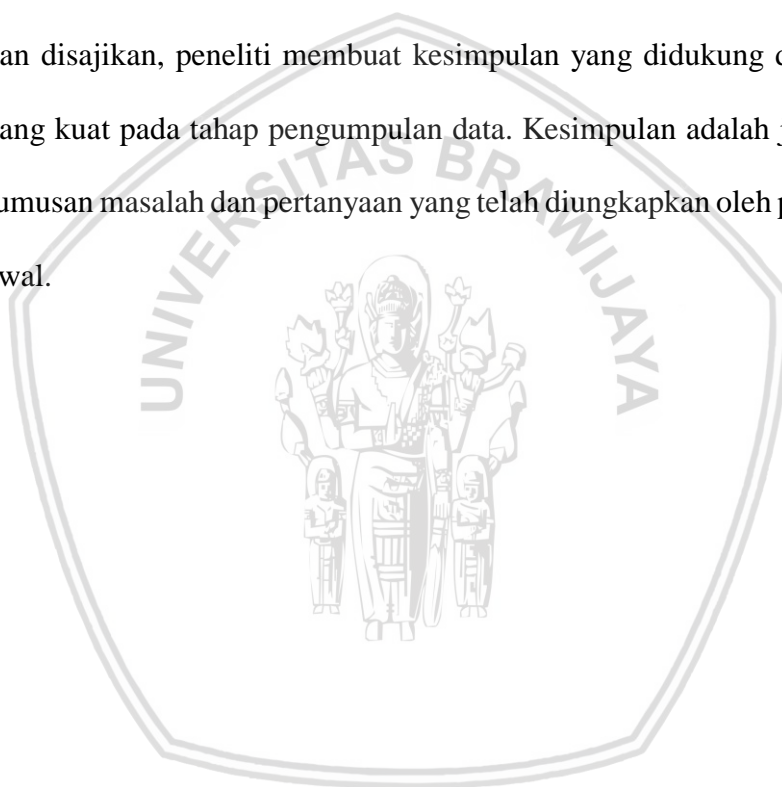 an disajikan, peneliti membuat kesimpulan yang didukung
ang kuat pada tahap pengumpulan data. Kesimpulan adalah
umusan masalah dan pertanyaan yang telah diungkapkan oleh
wal.
UNIVERSITAS BRAWIJAYA